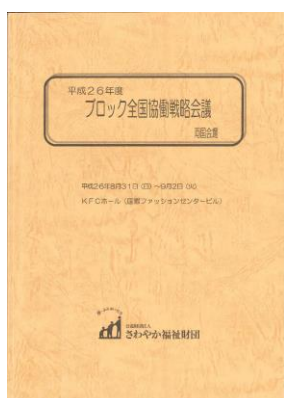 平成26年度
ブロック全国協働戦略会議
両国会場
平成26年8月31日(日)~9月2日(火)
KFCホール(国際ファッションセンタービル)
公益財団法人
さわやか福祉財団